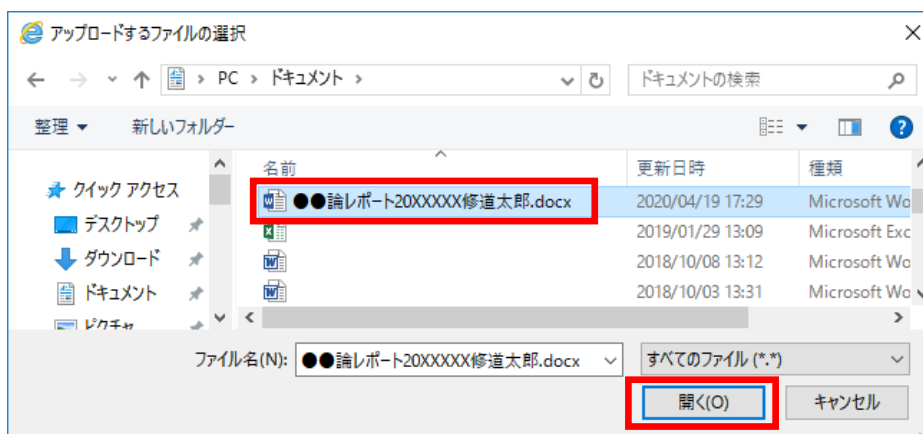 アップロードするファイルの選択
PC > ドキュメント >
ドキュメントの検索
整理 新しいフォルダー
名前 更新日時 種類
クイック アクセス
●●論レポート20XXXXX修道太郎.docx 2020/04/19 17:29 Microsoft Wo
デスクトップ 2019/01/29 13:09 Microsoft Exc
ダウンロード 2018/10/08 13:12 Microsoft Wo
ドキュメント 2018/10/03 13:31 Microsoft Wo
ピクチャ
ファイル名(N): ●●論レポート20XXXXX修道太郎.docx すべてのファイル (*.*)
開く(O) キャンセル